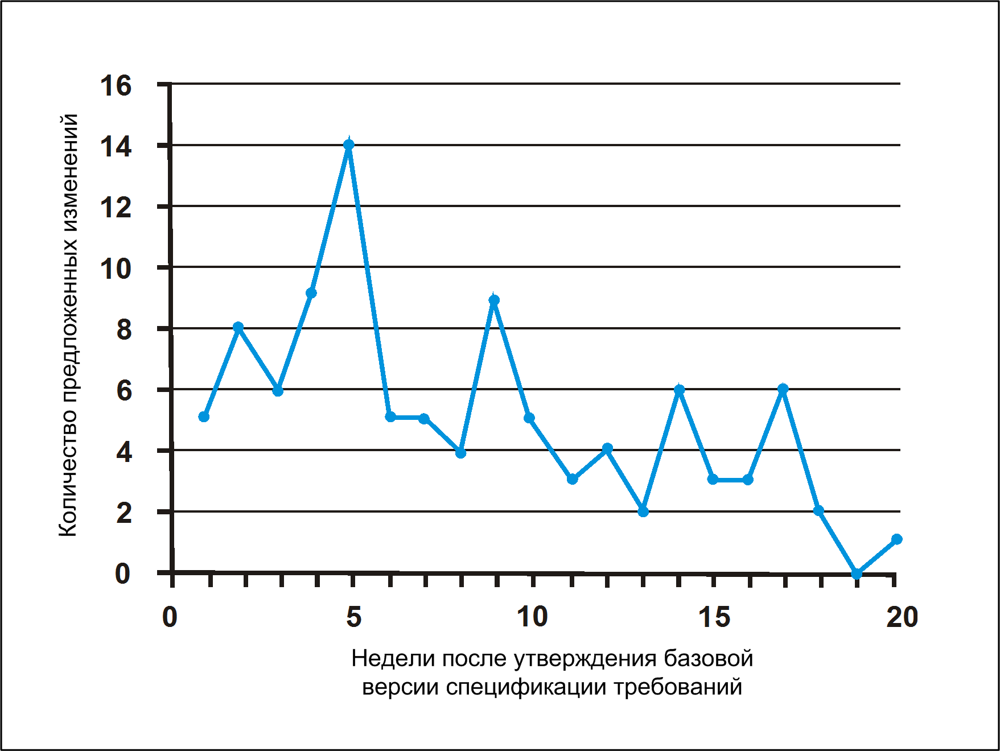 Количество предложенных изменений
16
14
12
10
8
6
4
2
0
0 5 10 15 20
Недели после утверждения базовой
версии спецификации требований